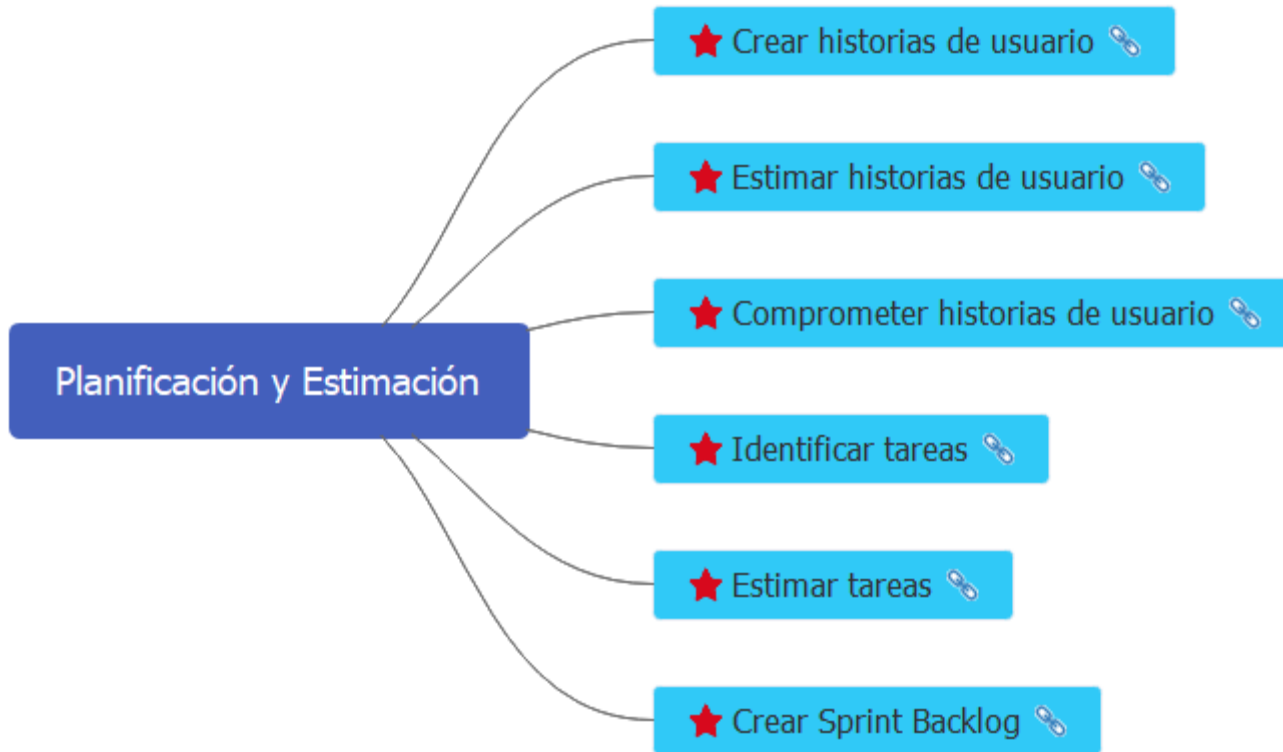 Crear historias de usuario
Estimar historias de usuario
Comprometer historias de usuario
Planificación y Estimación
Identificar tareas
Estimar tareas
Crear Sprint Backlog